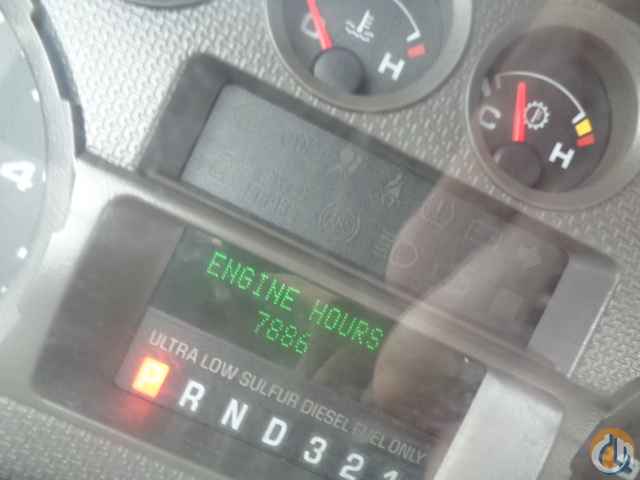 C H
C H
4
ENGINE HOURS
7886
ULTRA LOW SULFUR DIESEL FUEL ONLY
P R N D 3 2 1